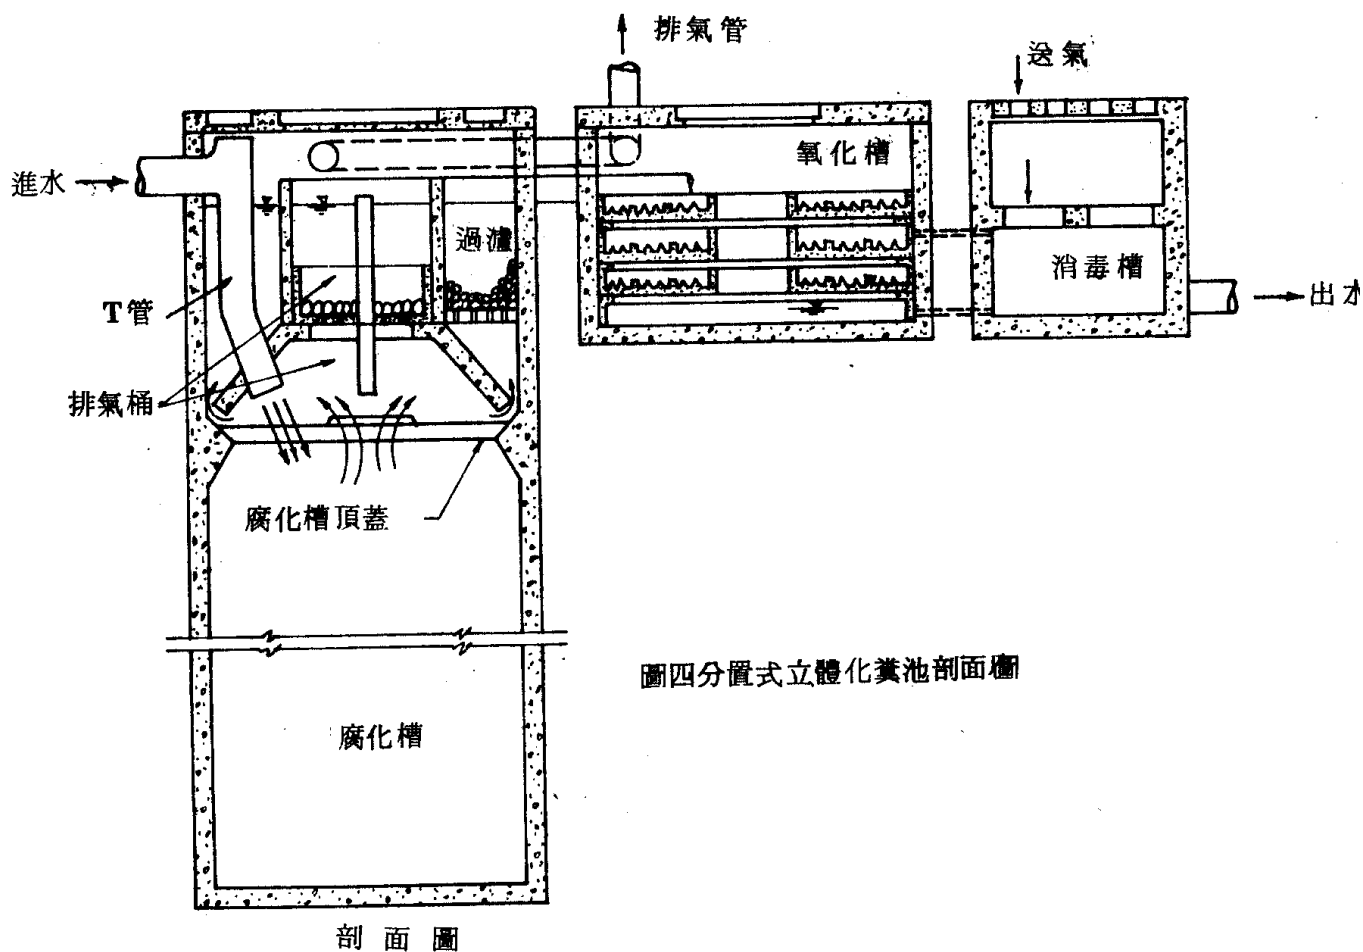 排氣管
送氣
進水
氧化槽
過濾
消毒槽
T管
出水
排氣桶
腐化槽頂蓋
圖四分置式立體化糞池剖面圖
腐化槽
剖面圖